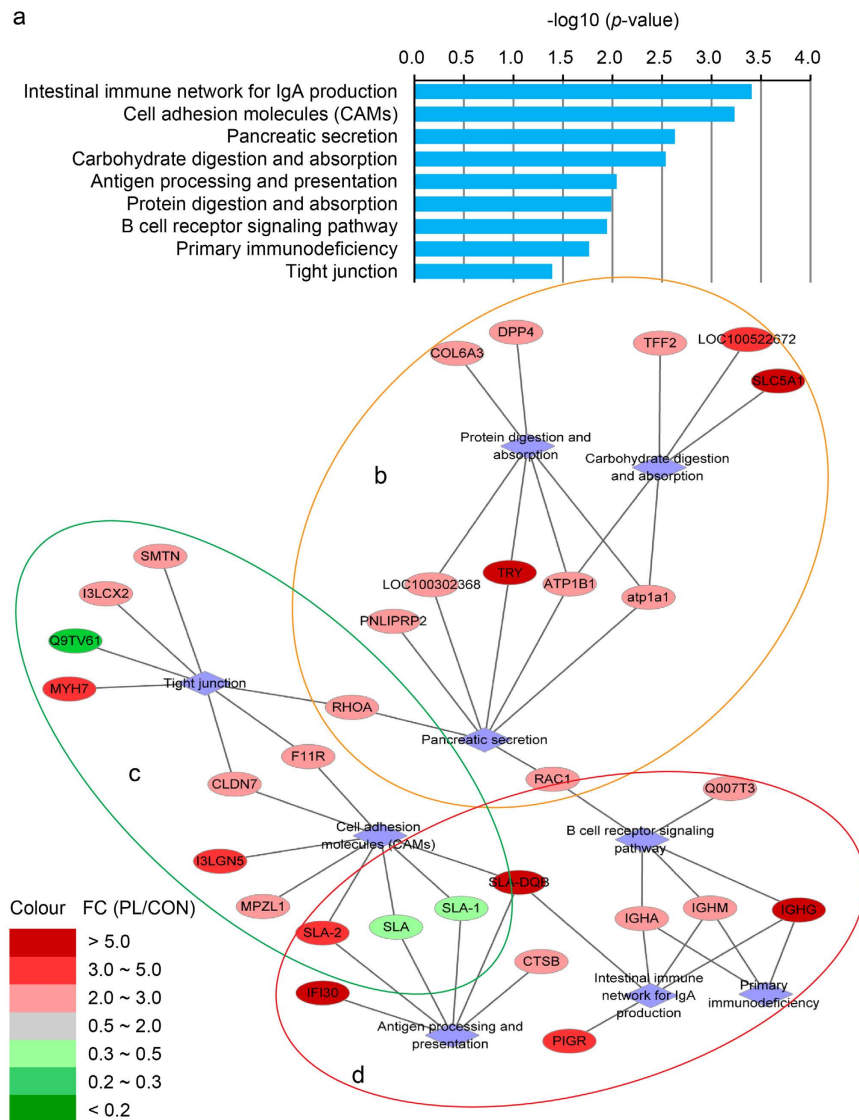 a
-log10 (p-value)
0.0 0.5 1.0 1.5 2.0 2.5 3.0 3.5 4.0
Intestinal immune network for IgA production
Cell adhesion molecules (CAMs)
Pancreatic secretion
Carbohydrate digestion and absorption
Antigen processing and presentation
Protein digestion and absorption
B cell receptor signaling pathway
Primary immunodeficiency
Tight junction
DPP4
COL6A3
TFF2
LOC100522672
SLC5A1
Protein digestion and
absorption
Carbohydrate digestion
and absorption
b
SMTN
I3LCX2
Q9TV61
MYH7
Tight junction
LOC100302368
TRY
ATP1B1
atp1a1
PNLIPRP2
RHOA
Pancreatic secretion
F11R
CLDN7
c
RAC1
Q007T3
Cell adhesion
molecules (CAMs)
B cell receptor signaling
pathway
I3LGN5
MPZL1
SLA-DQB
SLA-1
SLA
SLA-2
IGHA
IGHM
IGHG
CTSB
IFI30
Intestinal immune
network for IgA
production
Primary
immunodeficiency
Antigen processing and
presentation
PIGR
d
Colour FC (PL/CON)
> 5.0
3.0 ~ 5.0
2.0 ~ 3.0
0.5 ~ 2.0
0.3 ~ 0.5
0.2 ~ 0.3
< 0.2